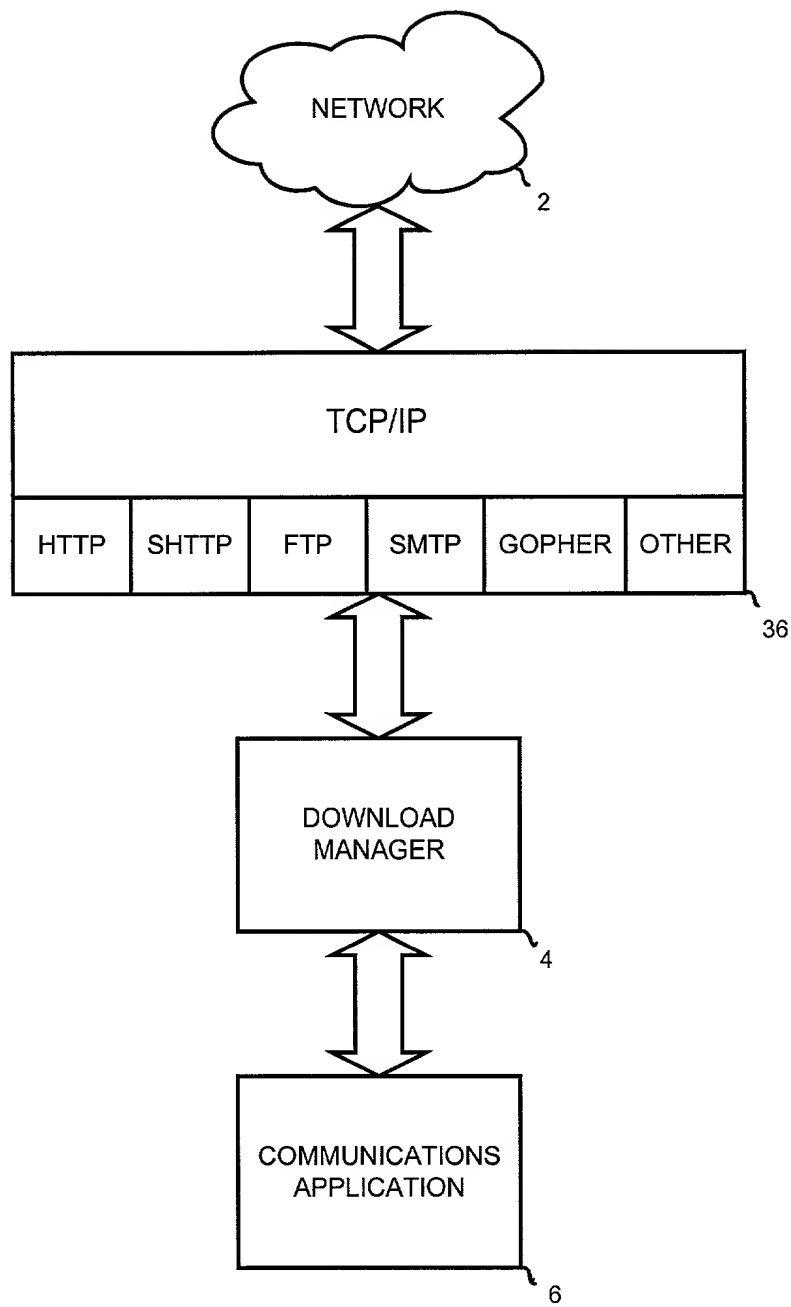 NETWORK
2
TCP/IP
HTTP SHTTP FTP SMTP GOPHER OTHER
36
DOWNLOAD
MANAGER
4
COMMUNICATIONS
APPLICATION
6